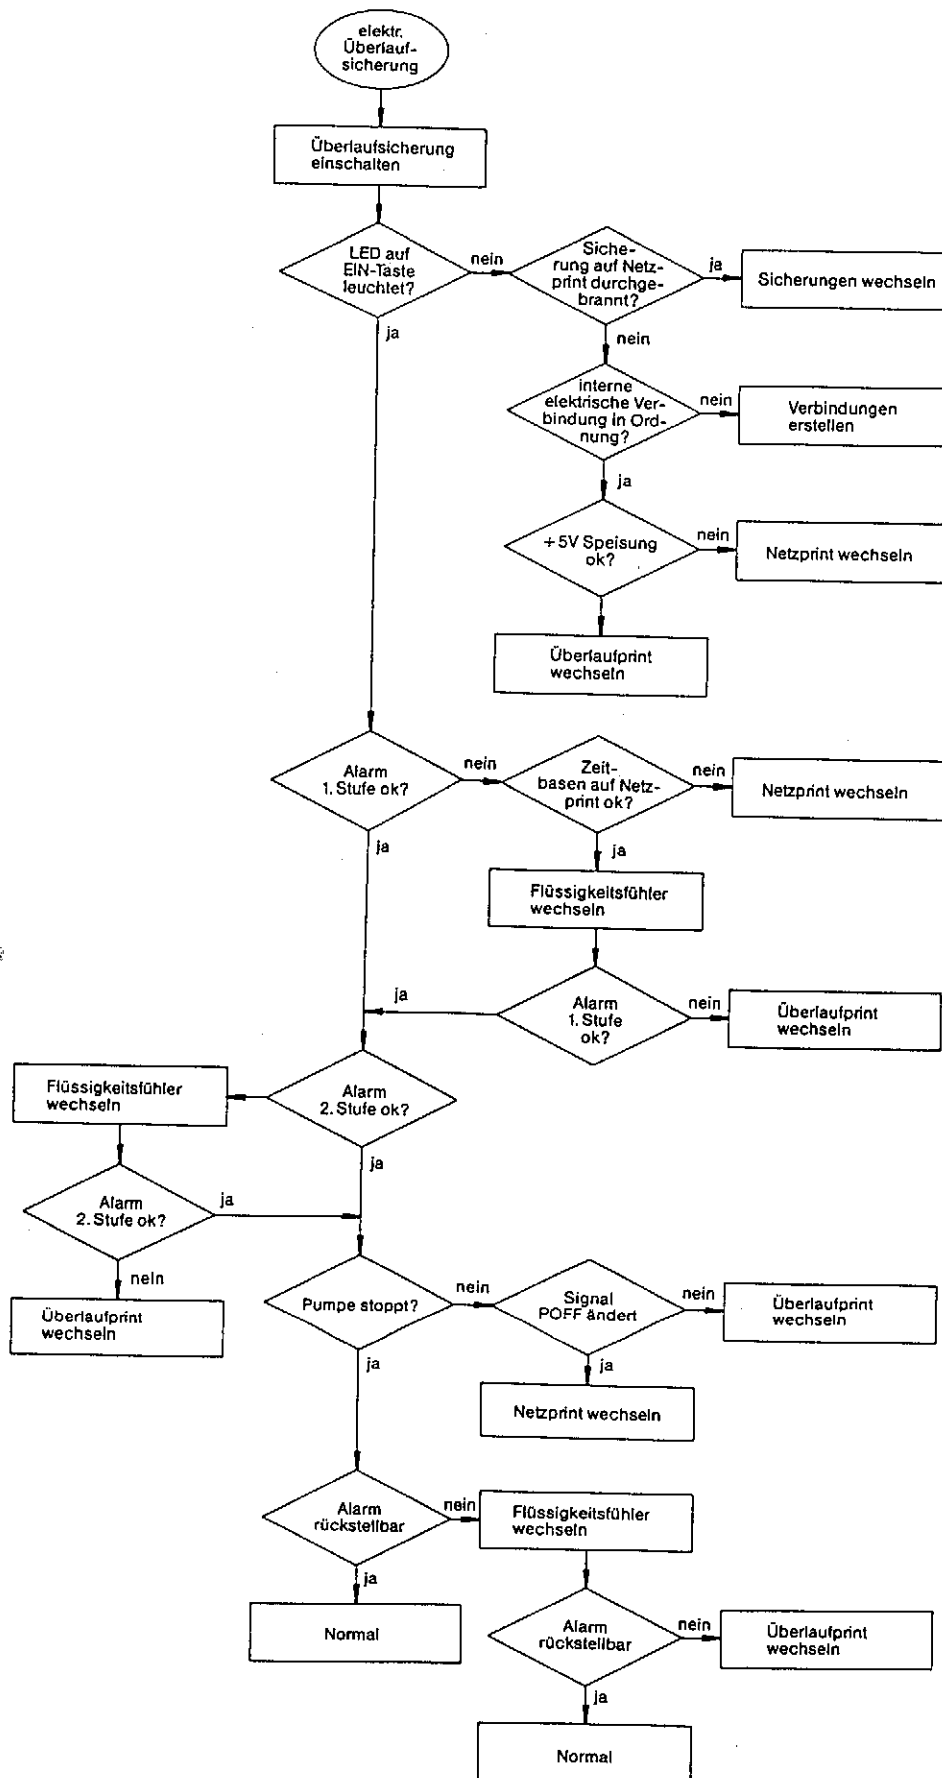 elektr.
Überlauf-
sicherung
Überlaufsicherung
einschalten
LED auf
EIN-Taste
leuchtet?
nein
Siche-
rung auf Netz-
print durchge-
brannt?
ja
Sicherungen wechseln
ja
nein
interne
elektrische Ver-
bindung in Ord-
nung?
nein
Verbindungen
erstellen
ja
+5V Speisung
ok?
nein
Netzprint wechseln
Überlaufprint
wechseln
Alarm
1. Stufe ok?
nein
Zeit-
basen auf Netz-
print ok?
nein
Netzprint wechseln
ja
ja
Flüssigkeitsfühler
wechseln
ja
Alarm
1. Stufe
ok?
nein
Überlaufprint
wechseln
Flüssigkeitsfühler
wechseln
Alarm
2. Stufe ok?
ja
Alarm
2. Stufe ok?
ja
nein
Überlaufprint
wechseln
Pumpe stoppt?
nein
Signal
POFF ändert
nein
Überlaufprint
wechseln
ja
ja
Netzprint wechseln
Alarm
rückstellbar
nein
Flüssigkeitsfühler
wechseln
ja
Normal
Alarm
rückstellbar
nein
Überlaufprint
wechseln
ja
Normal